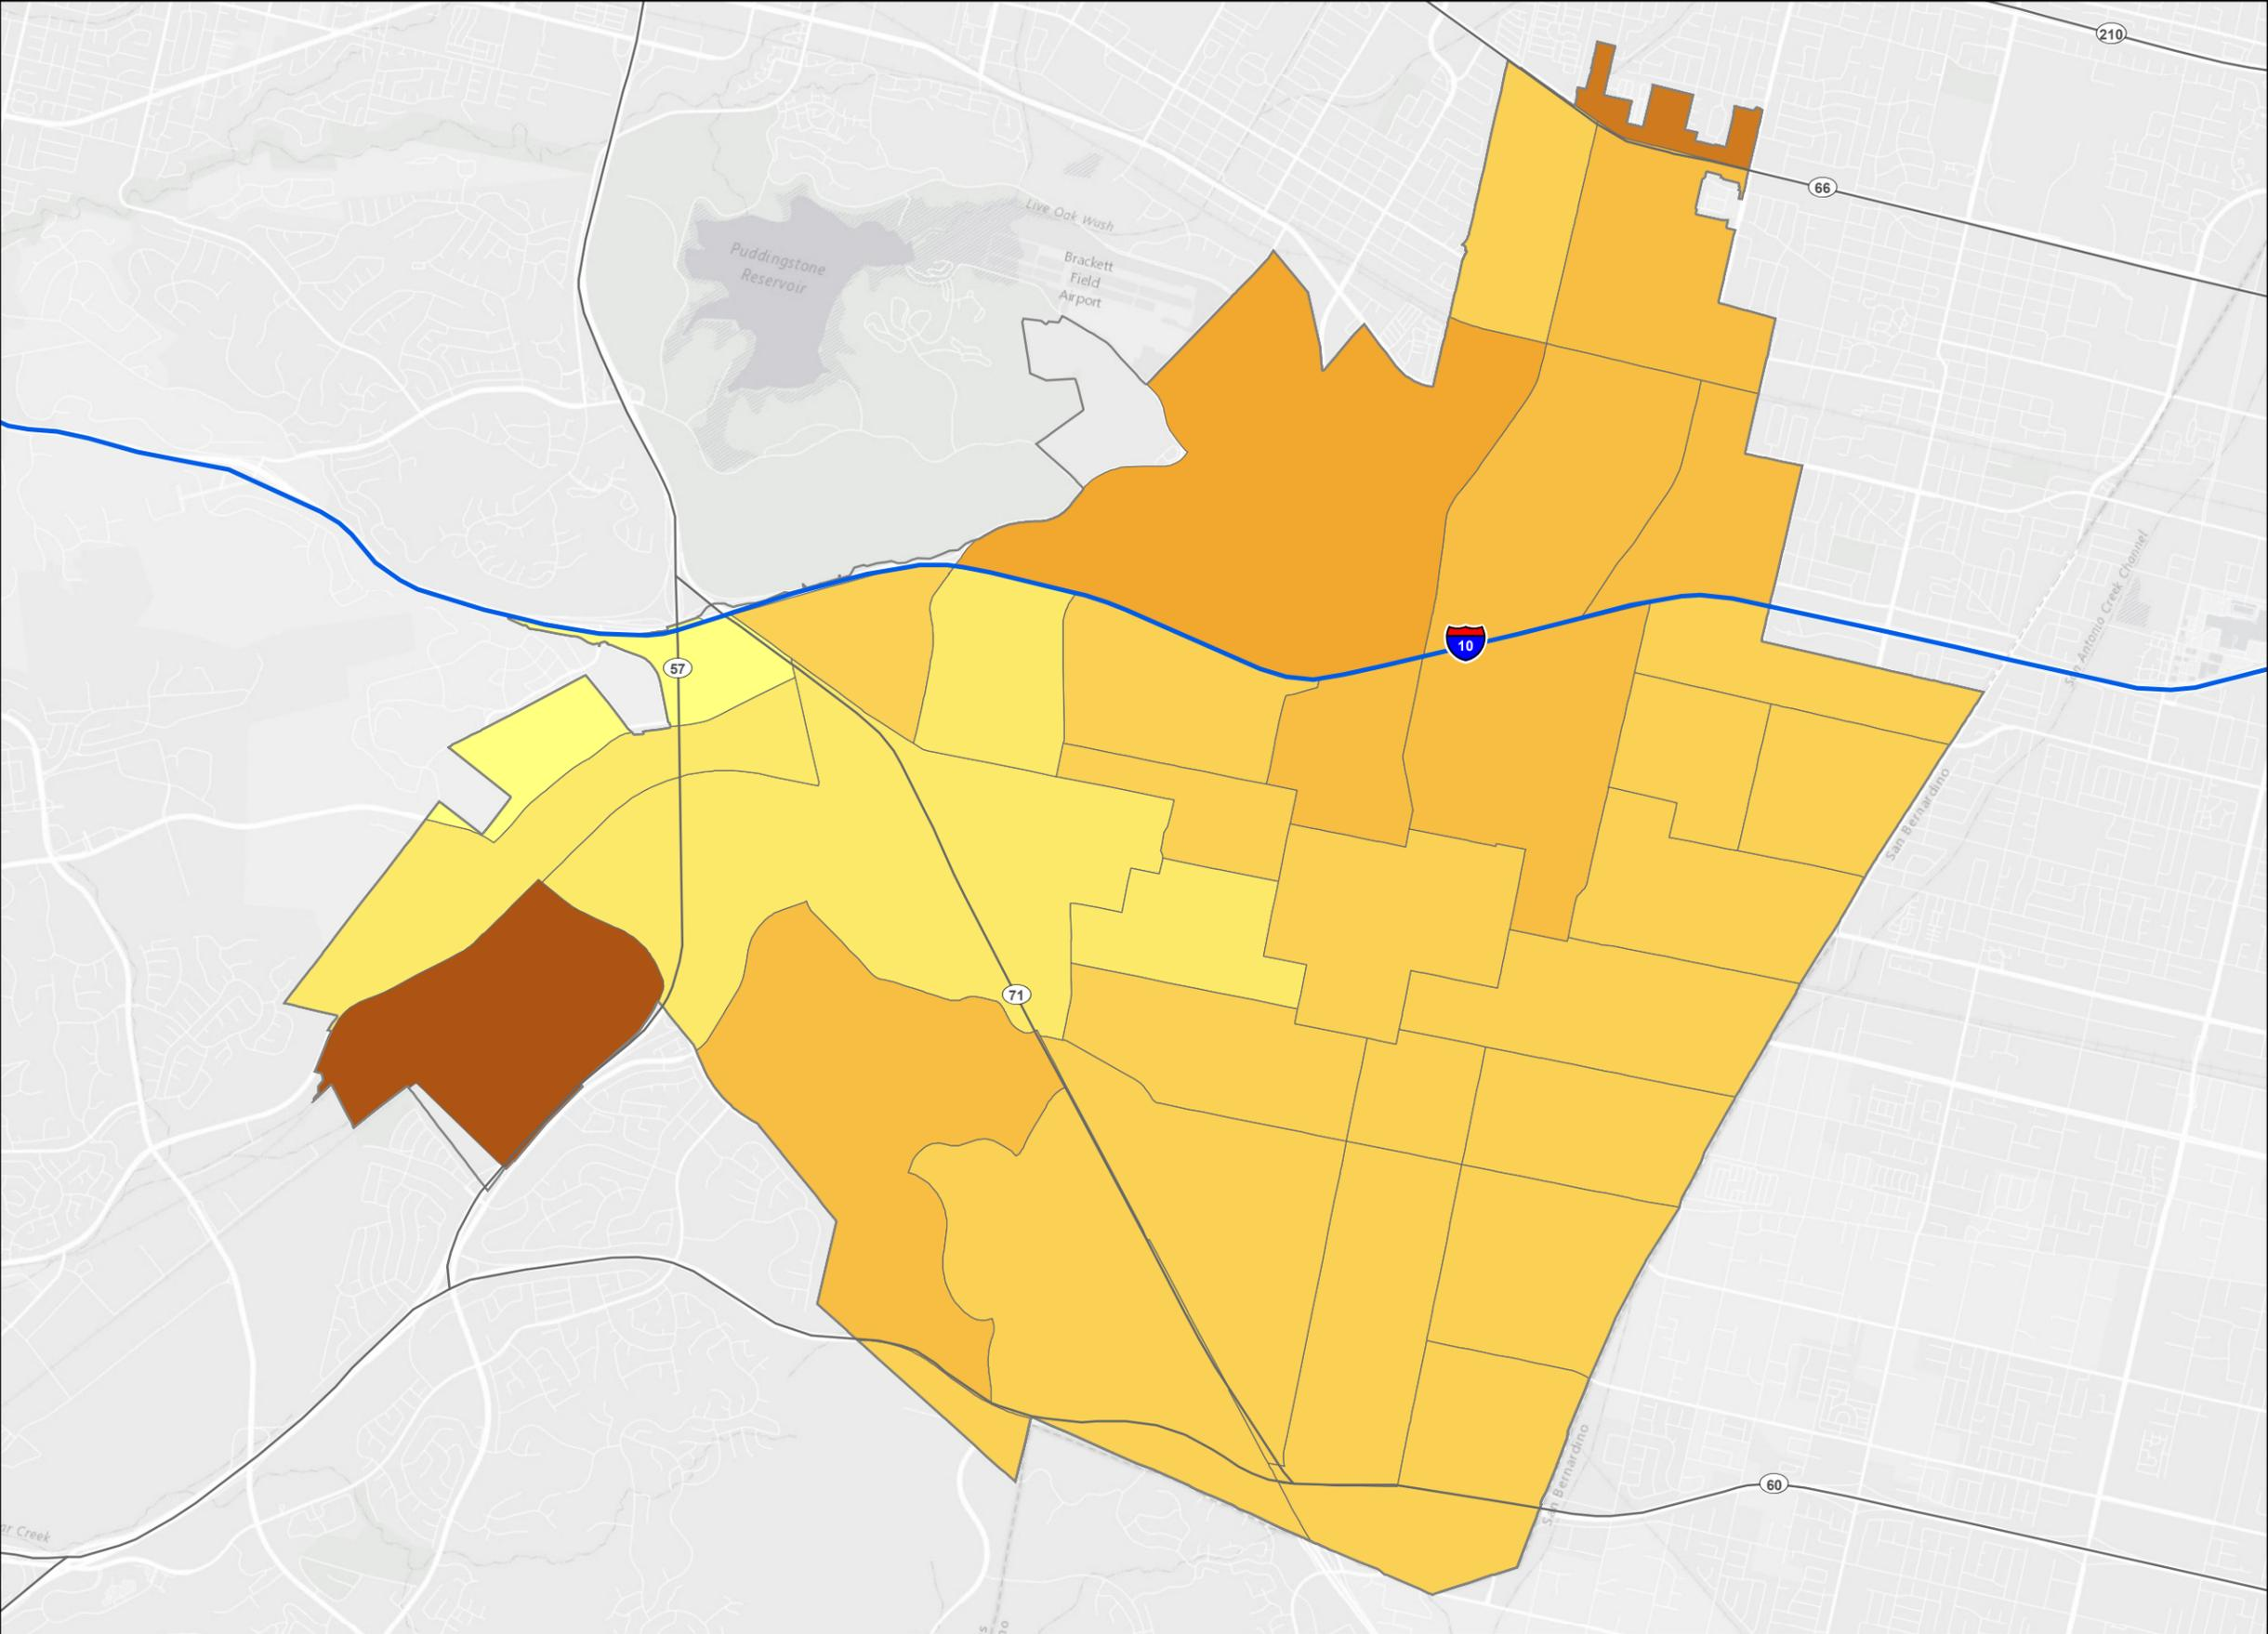 210
66
Live Oak Wash
Puddingstone
Reservoir
Brackett
Field
Airport
San Antonio Creek Channel
10
57
San Bernardino
71
San Bernardino
60
ar Creek